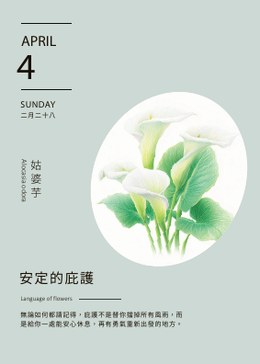 APRIL
4
SUNDAY
二月二十八
姑婆芋
Alocasia odora
安定的庇護
Language of flowers
無論如何都請記得，庇護不是替你擋掉所有風雨，而
是給你一處能安心休息，再有勇氣重新出發的地方。